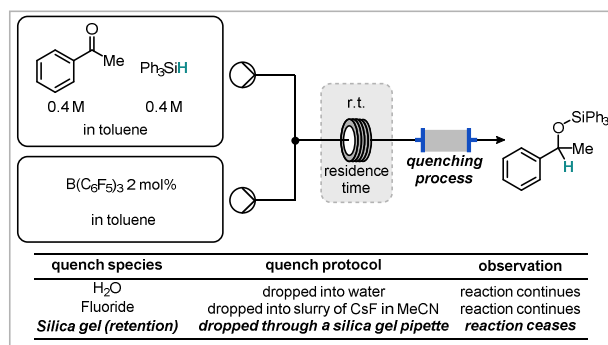 O
Me
Ph₃SiH
0.4 M 0.4 M
in toluene
B(C₆F₅)₃ 2 mol%
in toluene
r.t.
residence
time
quenching
process
SiPh₃
O
Me
H
quench species quench protocol observation
H₂O dropped into water reaction continues
Fluoride dropped into slurry of CsF in MeCN reaction continues
Silica gel (retention) dropped through a silica gel pipette reaction ceases